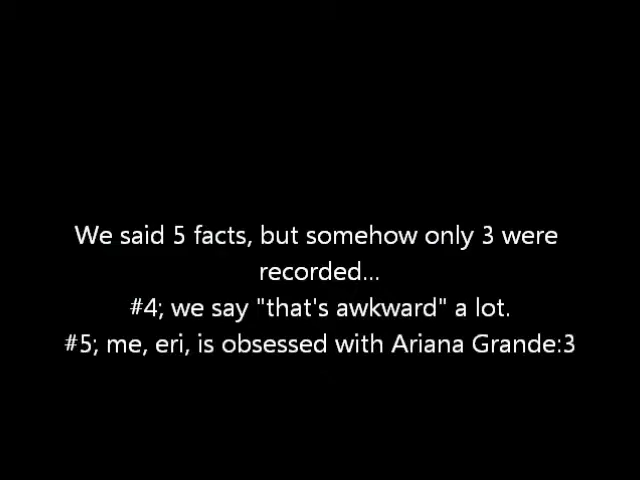 We said 5 facts, but somehow only 3 were
recorded...
#4; we say "that's awkward" a lot.
#5; me, eri, is obsessed with Ariana Grande:3